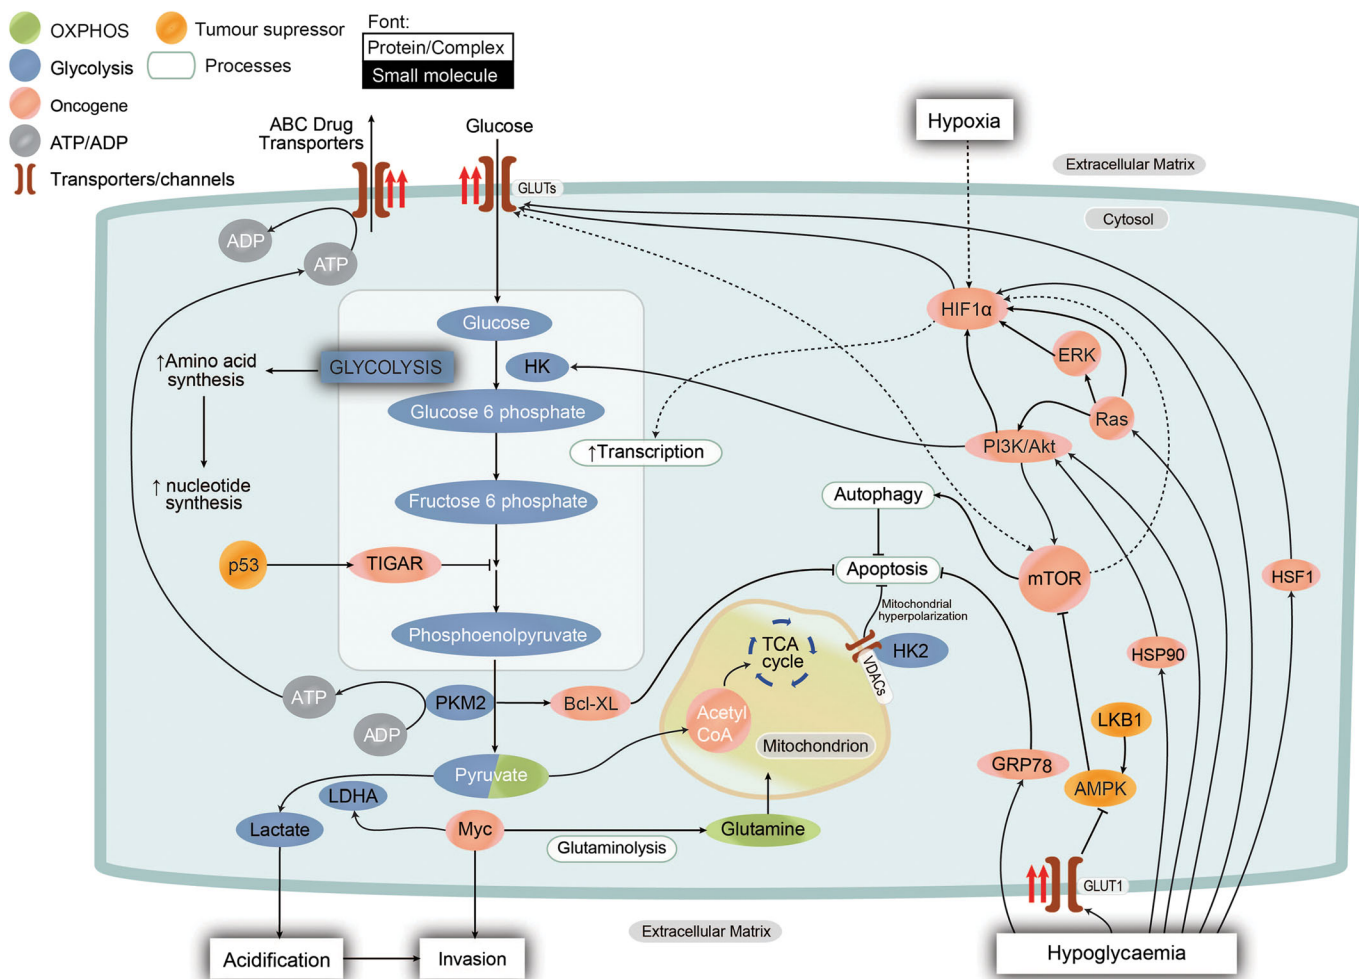 OXPHOS
Tumour supressor
Glycolysis
Processes
Oncogene
ATP/ADP
Transporters/channels
Font:
Protein/Complex
Small molecule
ABC Drug
Transporters
Glucose
GLUTs
Hypoxia
Extracellular Matrix
Cytosol
ADP
ATP
Glucose
HIF1α
GLYCOLYSIS
HK
↑Amino acid
synthesis
ERK
Glucose 6 phosphate
Ras
↑Transcription
PI3K/Akt
↑ nucleotide
synthesis
Fructose 6 phosphate
Autophagy
p53
TIGAR
Apoptosis
mTOR
HSF1
Mitochondrial
hyperpolarization
Phosphoenolpyruvate
TCA
cycle
HK2
VDACs
HSP90
ATP
PKM2
Bcl-XL
Acetyl
CoA
LKB1
ADP
Mitochondrion
GRP78
Pyruvate
AMPK
LDHA
Lactate
Myc
Glutamine
Glutaminolysis
GLUT1
Extracellular Matrix
Acidification
Invasion
Hypoglycaemia